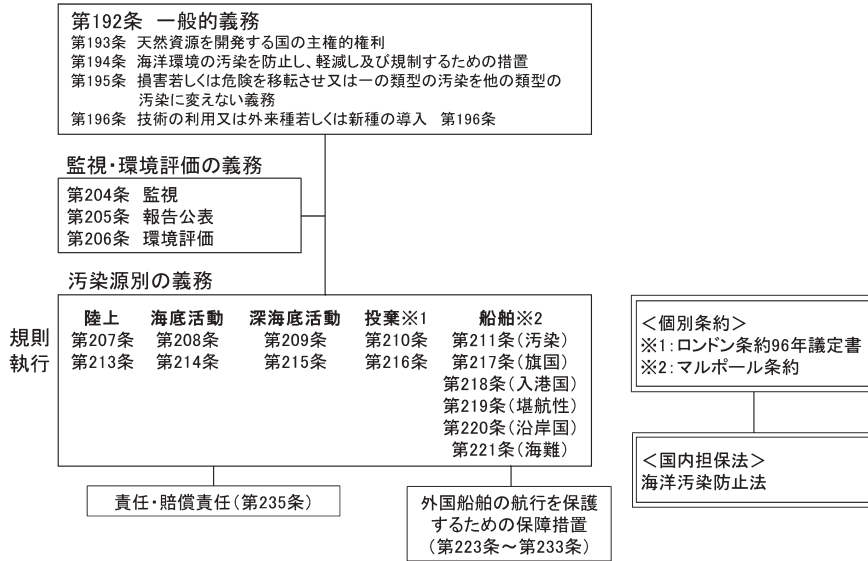 第192条 一般的義務
第193条 天然資源を開発する国の主権的権利
第194条 海洋環境の汚染を防止し、軽減し及び規制するための措置
第195条 損害若しくは危険を移転させ又は一の類型の汚染を他の類型の
汚染に変えない義務
第196条 技術の利用又は外来種若しくは新種の導入 第196条
監視・環境評価の義務
第204条 監視
第205条 報告公表
第206条 環境評価
汚染源別の義務
陸上 海底活動 深海底活動 投棄※1 船舶※2
規則 第207条 第208条 第209条 第210条 第211条(汚染)
執行 第213条 第214条 第215条 第216条 第217条(旗国)
第218条(入港国)
第219条(堪航性)
第220条(沿岸国)
第221条(海難)
責任・賠償責任(第235条)
外国船舶の航行を保護
するための保障措置
(第223条～第233条)
＜個別条約＞
※1:ロンドン条約96年議定書
※2:マルポール条約
＜国内担保法＞
海洋汚染防止法